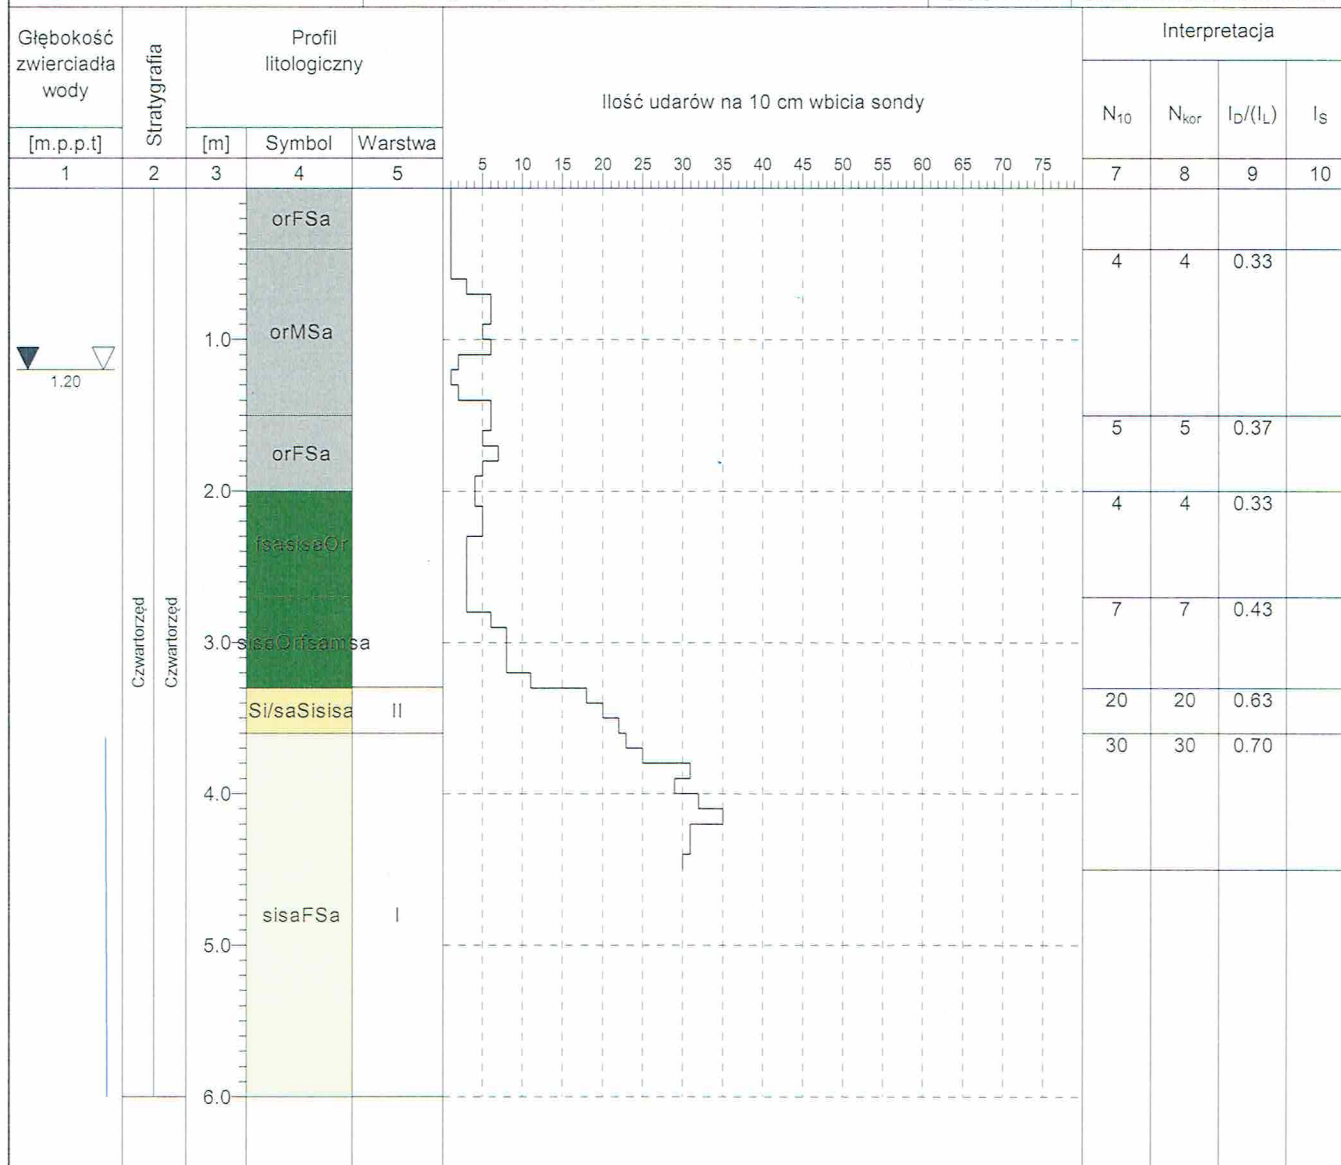 Głębokość
zwierciadła
wody
[m.p.p.t]
Stratygrafia
Profil
litologiczny
[m] Symbol Warstwa
Ilość udarów na 10 cm wbicia sondy
5 10 15 20 25 30 35 40 45 50 55 60 65 70 75
Interpretacja
N10 Nkor ID/(IL) IS
1 2 3 4 5 7 8 9 10
orFSa
4 4 0.33
orMSa
1.0
1.20
5 5 0.37
orFSa
2.0
4 4 0.33
fsasisaOr
7 7 0.43
Czwartorzęd
Czwartorzęd
3.0
sisaOrfsamsa
20 20 0.63
Si/saSisisa II
30 30 0.70
4.0
sisaFSa I
5.0
6.0